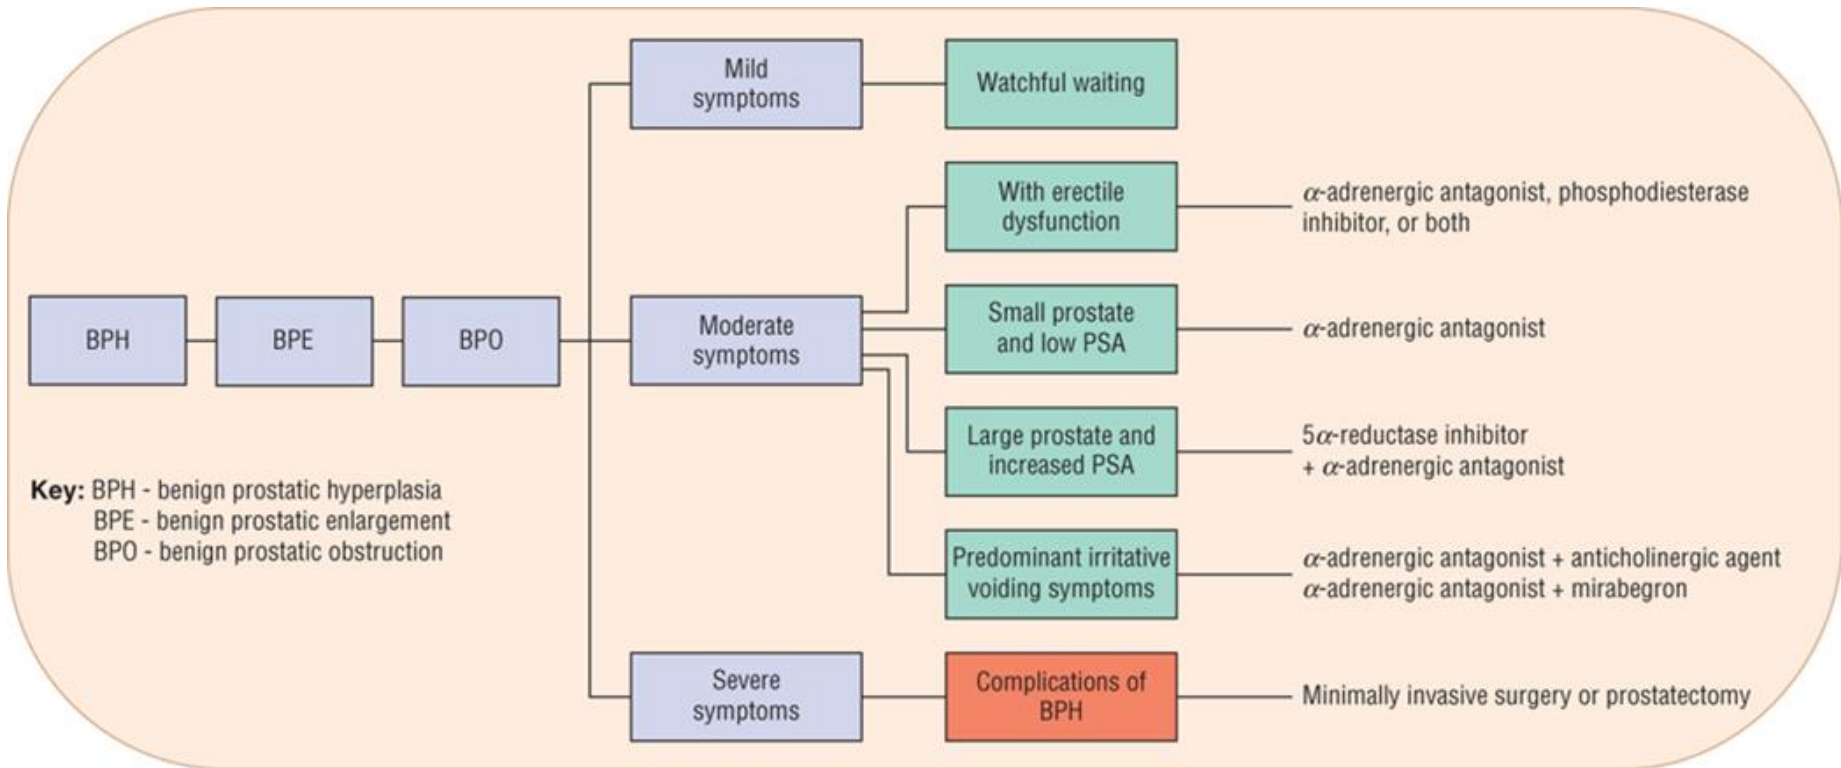 Mild
symptoms
Watchful waiting
With erectile
dysfunction
α-adrenergic antagonist, phosphodiesterase
inhibitor, or both
BPH
BPE
BPO
Moderate
symptoms
Small prostate
and low PSA
α-adrenergic antagonist
Large prostate and
increased PSA
5α-reductase inhibitor
+ α-adrenergic antagonist
Key: BPH - benign prostatic hyperplasia
BPE - benign prostatic enlargement
BPO - benign prostatic obstruction
Predominant irritative
voiding symptoms
α-adrenergic antagonist + anticholinergic agent
α-adrenergic antagonist + mirabegron
Severe
symptoms
Complications of
BPH
Minimally invasive surgery or prostatectomy